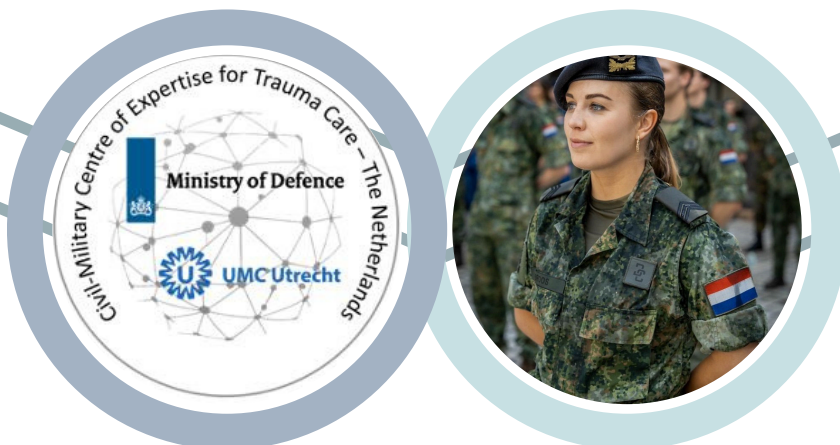 Civil-Military Centre of Expertise for Trauma Care – The Netherlands
Ministry of Defence
UMC Utrecht